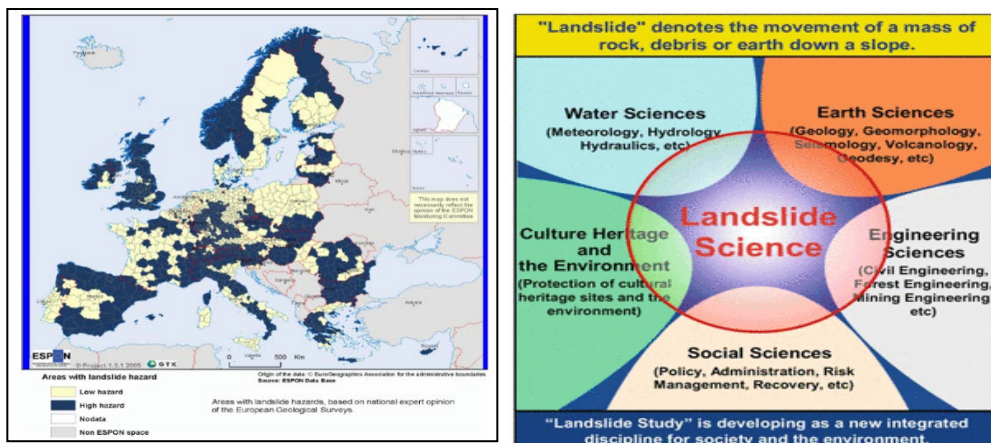 This map does not
necessarily reflect the
opinion of the ESPON
Monitoring Committee
ESPON
© Project 1.3.1 2005
GTK
0
500 Km
Origin of the data: © EuroGeographics Association for the administrative boundaries
Source: ESPON Data Base
Areas with landslide hazard
Low hazard
High hazard
Nodata
Non ESPON space
Areas with landslide hazards, based on national expert opinion
of the European Geological Surveys.
"Landslide" denotes the movement of a mass of
rock, debris or earth down a slope.
Water Sciences
(Meteorology, Hydrology
Hydraulics, etc)
Earth Sciences
(Geology, Geomorphology,
Seismology, Volcanology,
Geodesy, etc)
Landslide
Science
Culture Heritage
and
the Environment
(Protection of cultural
heritage sites and the
environment)
Engineering
Sciences
(Civil Engineering,
Forest Engineering,
Mining Engineering,
etc)
Social Sciences
(Policy, Administration, Risk
Management, Recovery, etc)
"Landslide Study" is developing as a new integrated
discipline for society and the environment.